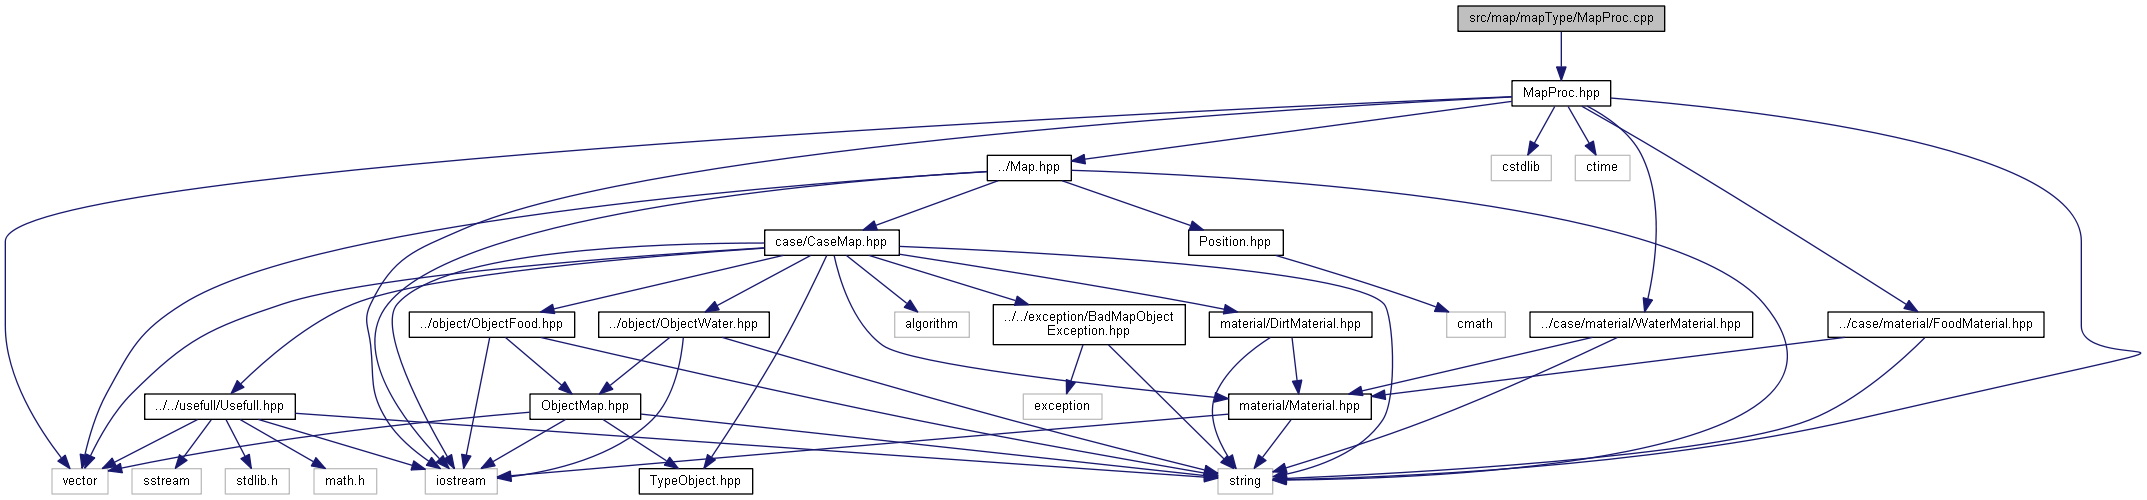 src/map/mapType/MapProc.cpp
MapProc.hpp
../Map.hpp
cstdlib
ctime
case/CaseMap.hpp
Position.hpp
../object/ObjectFood.hpp
../object/ObjectWater.hpp
algorithm
../../exception/BadMapObject
Exception.hpp
material/DirtMaterial.hpp
cmath
../case/material/WaterMaterial.hpp
../case/material/FoodMaterial.hpp
../../usefull/Usefull.hpp
ObjectMap.hpp
exception
material/Material.hpp
vector
sstream
stdlib.h
math.h
iostream
TypeObject.hpp
string